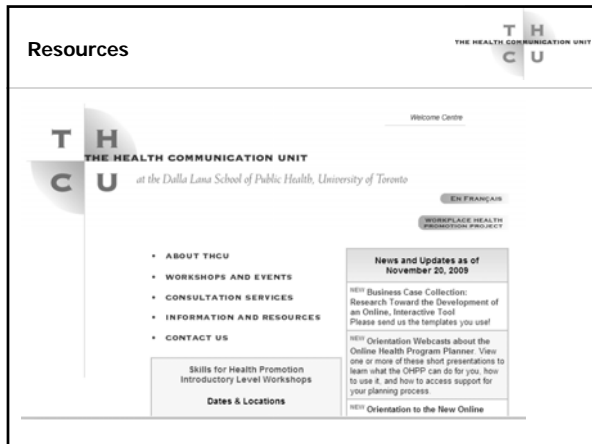 Resources
T H
THE HEALTH COMMUNICATION UNIT
C U
Welcome Centre
T H
THE HEALTH COMMUNICATION UNIT
C U
at the Dalla Lana School of Public Health, University of Toronto
EN FRANÇAIS
WORKPLACE HEALTH
PROMOTION PROJECT
• ABOUT THCU
• WORKSHOPS AND EVENTS
• CONSULTATION SERVICES
• INFORMATION AND RESOURCES
• CONTACT US
Skills for Health Promotion
Introductory Level Workshops
Dates & Locations
News and Updates as of
November 20, 2009
NEW Business Case Collection:
Research Toward the Development of
an Online, Interactive Tool
Please send us the templates you use!
NEW Orientation Webcasts about the
Online Health Program Planner. View
one or more of these short presentations to
learn what the OHPP can do for you, how
to use it, and how to access support for
your planning process.
NEW Orientation to the New Online